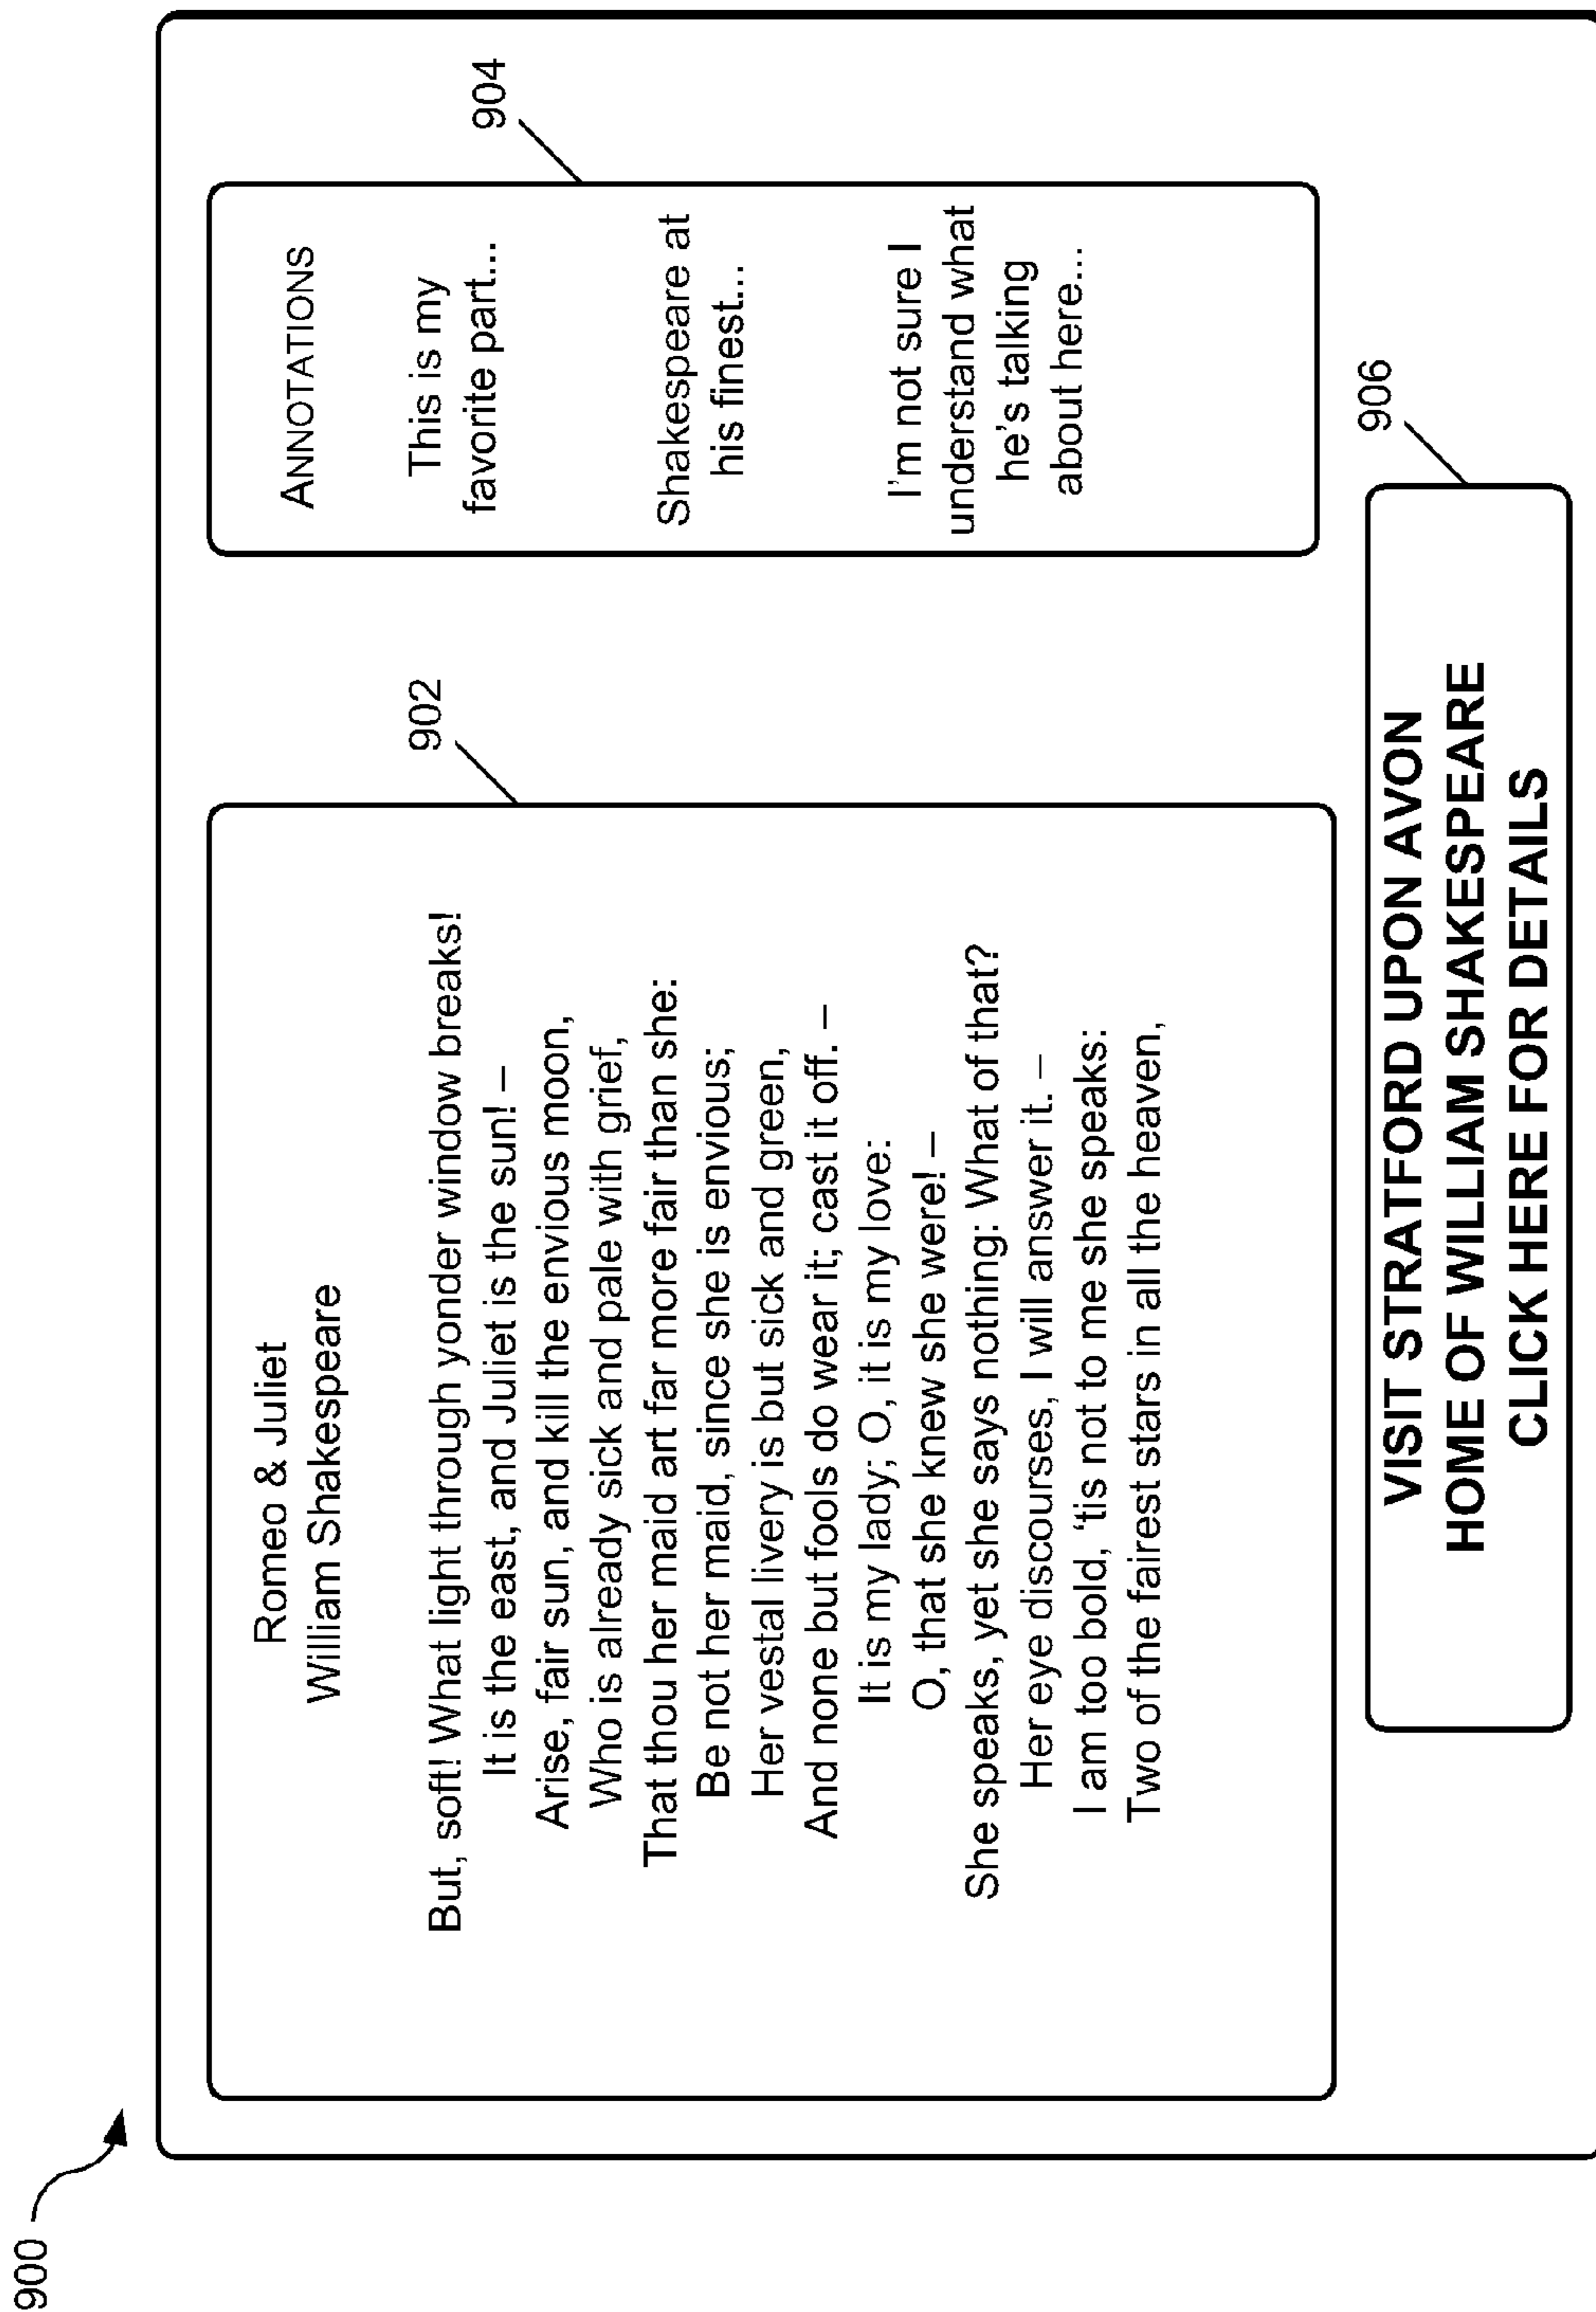 900
902
Romeo & Juliet
William Shakespeare
But, soft! What light through yonder window breaks!
It is the east, and Juliet is the sun! –
Arise, fair sun, and kill the envious moon,
Who is already sick and pale with grief,
That thou her maid art far more fair than she:
Be not her maid, since she is envious;
Her vestal livery is but sick and green,
And none but fools do wear it; cast it off. –
It is my lady; O, it is my love:
O, that she knew she were! –
She speaks, yet she says nothing: What of that?
Her eye discourses, I will answer it. –
I am too bold, ‘tis not to me she speaks:
Two of the fairest stars in all the heaven,
904
ANNOTATIONS
This is my
favorite part...
Shakespeare at
his finest...
I'm not sure I
understand what
he's talking
about here...
906
VISIT STRATFORD UPON AVON
HOME OF WILLIAM SHAKESPEARE
CLICK HERE FOR DETAILS